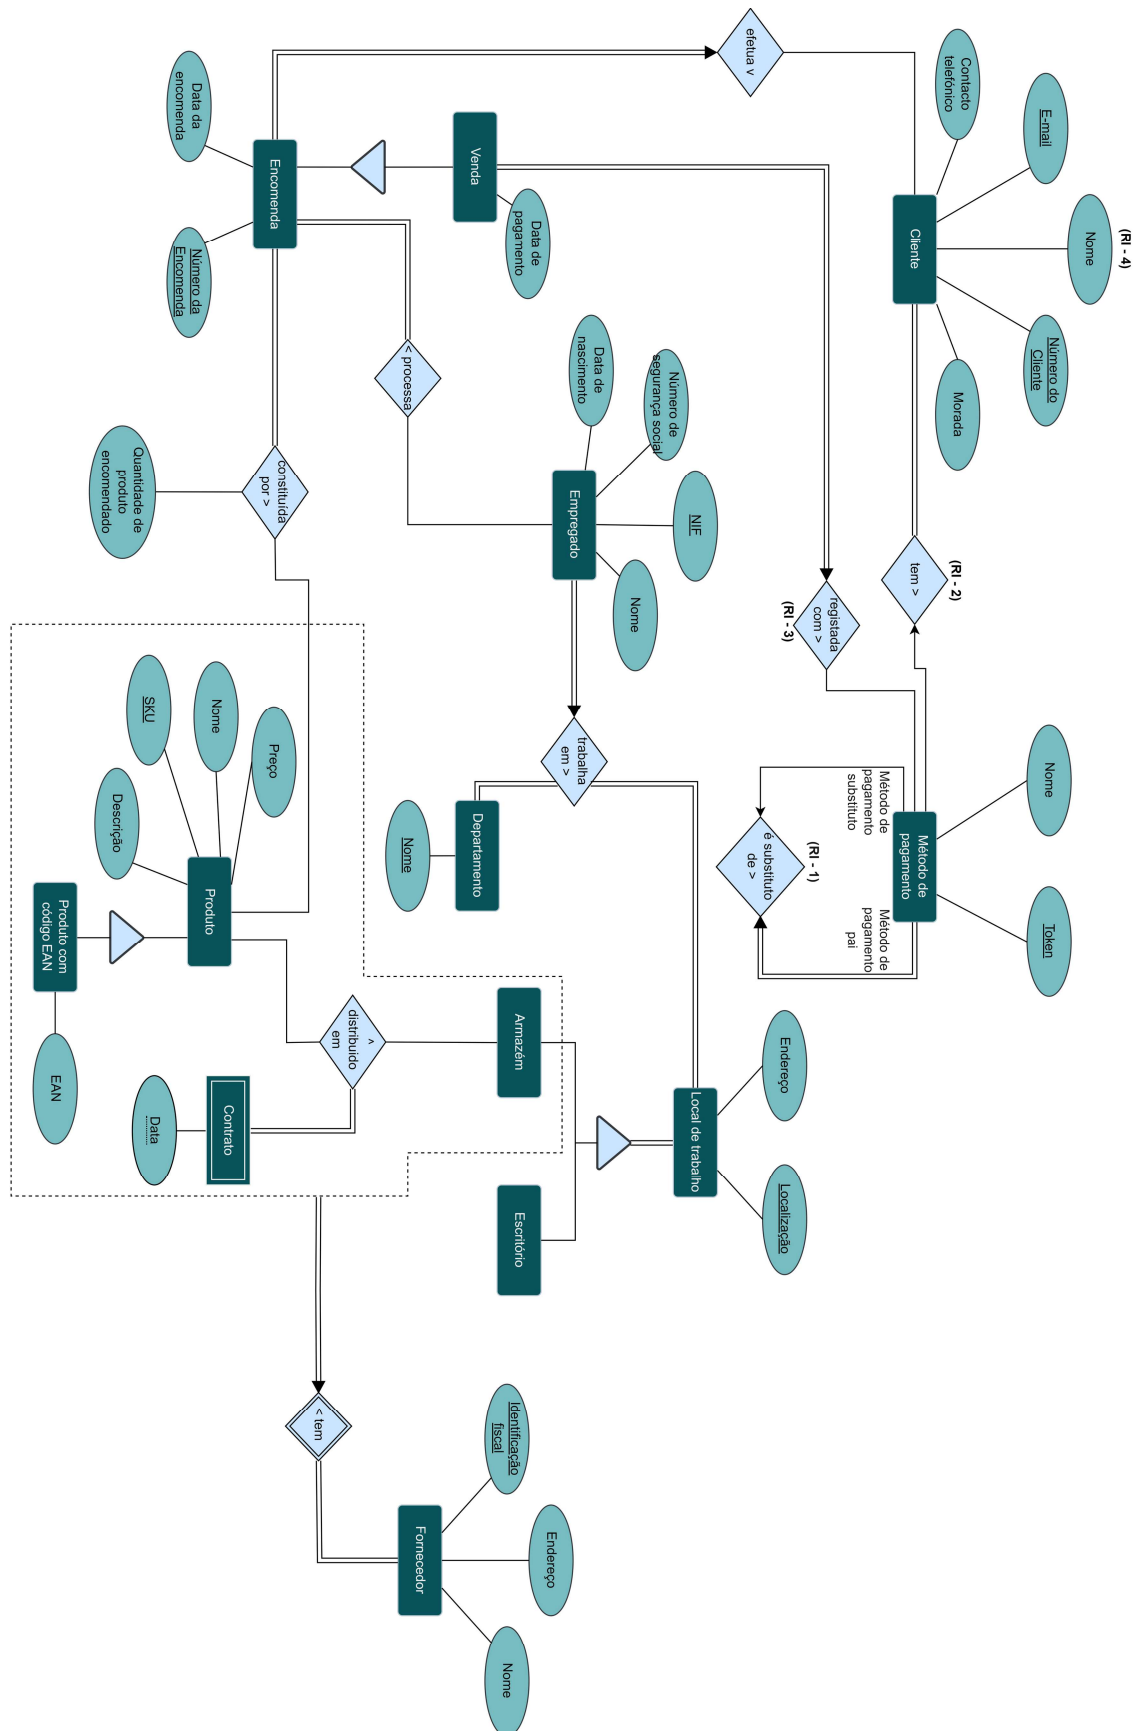 (RI - 4)
Nome
E-mail
Número do
Cliente
Contacto
telefónico
Morada
Cliente
efetua v
tem >
(RI - 2)
Nome
Token
Método de
pagamento
Método de
pagamento
substituto
Método de
pagamento
pai
é substituto
de >
(RI - 1)
registada
com >
(RI - 3)
Venda
Data de
pagamento
Data da
encomenda
Encomenda
Número da
Encomenda
< processa
Número de
segurança social
Data de
nascimento
NIF
Nome
Empregado
trabalha
em >
Departamento
Nome
Endereço
Localização
Local de trabalho
Armazém
Escritório
constituída
por >
Quantidade de
produto
encomendado
Preço
Nome
SKU
Descrição
Produto
Produto com
código EAN
EAN
^
distribuido
em
Contrato
Data
< tem
Identificação
fiscal
Endereço
Nome
Fornecedor